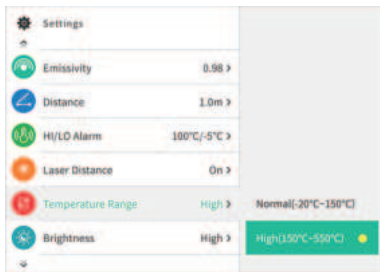 Settings
Emissivity 0.98 >
Distance 1.0m >
HI/LO Alarm 100°C/-5°C >
Laser Distance On >
Temperature Range High >
Normal(-20°C~150°C)
Brightness High >
High(150°C~550°C)